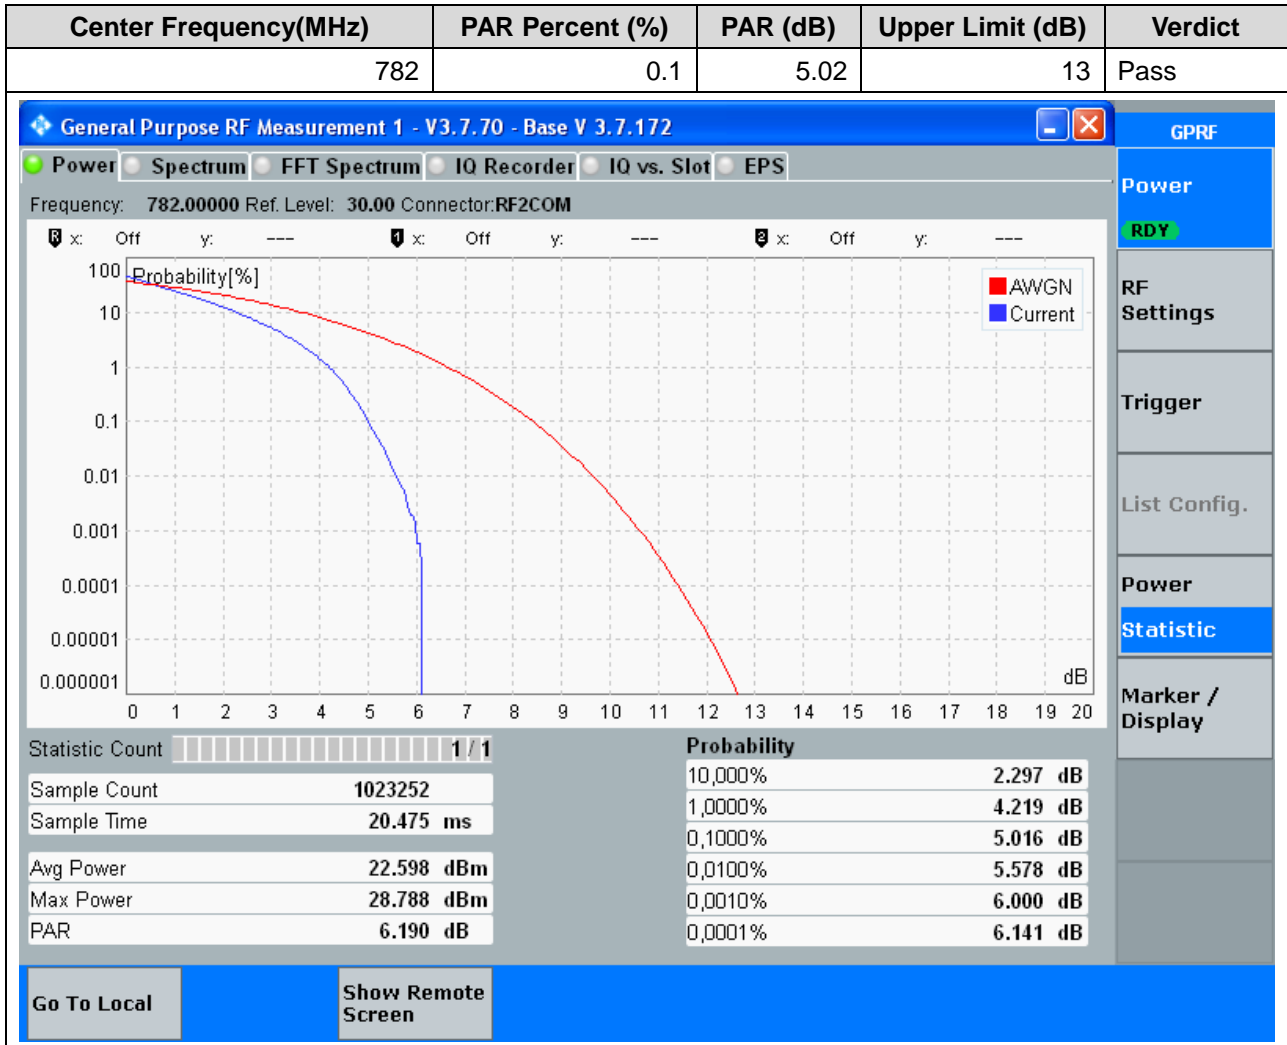 Center Frequency(MHz) PAR Percent (%) PAR (dB) Upper Limit (dB) Verdict
782 0.1 5.02 13 Pass
General Purpose RF Measurement 1 - V3.7.70 - Base V 3.7.172
GPRF
Power Spectrum FFT Spectrum IQ Recorder IQ vs. Slot EPS
Power
RDY
Frequency: 782.00000 Ref. Level: 30.00 Connector:RF2COM
R x: Off y: --- 1 x: Off y: --- 2 x: Off y: ---
Probability[%]
AWGN
Current
100
10
1
0.1
0.01
0.001
0.0001
0.00001
0.000001
dB
0 1 2 3 4 5 6 7 8 9 10 11 12 13 14 15 16 17 18 19 20
RF
Settings
Trigger
List Config.
Power
Statistic
Marker /
Display
Statistic Count 1 / 1
Sample Count 1023252
Sample Time 20.475 ms
Avg Power 22.598 dBm
Max Power 28.788 dBm
PAR 6.190 dB
Probability
10,000% 2.297 dB
1,0000% 4.219 dB
0,1000% 5.016 dB
0,0100% 5.578 dB
0,0010% 6.000 dB
0,0001% 6.141 dB
Go To Local
Show Remote
Screen